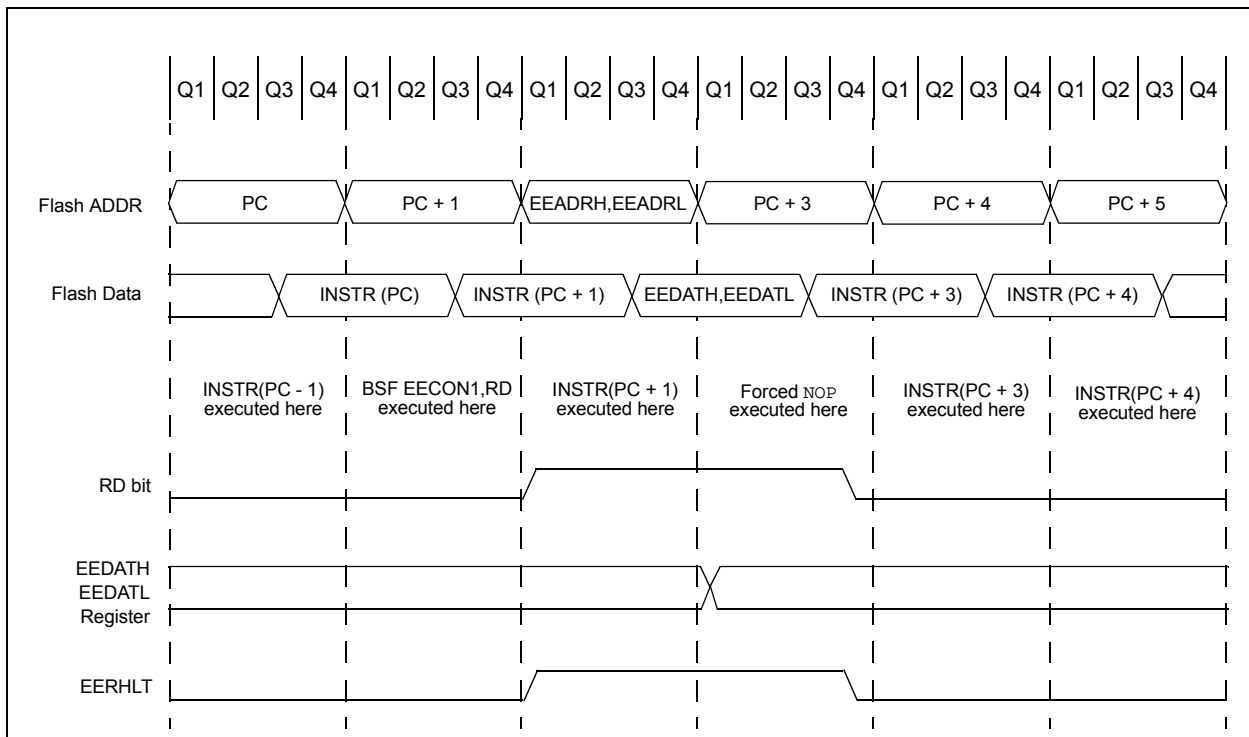 Q1 Q2 Q3 Q4 Q1 Q2 Q3 Q4 Q1 Q2 Q3 Q4 Q1 Q2 Q3 Q4 Q1 Q2 Q3 Q4 Q1 Q2 Q3 Q4
Flash ADDR PC PC + 1 EEADRH,EEADRL PC + 3 PC + 4 PC + 5
Flash Data INSTR (PC) INSTR (PC + 1) EEDATH,EEDATL INSTR (PC + 3) INSTR (PC + 4)
INSTR(PC - 1)
executed here
BSF EECON1,RD
executed here
INSTR(PC + 1)
executed here
Forced NOP
executed here
INSTR(PC + 3)
executed here
INSTR(PC + 4)
executed here
RD bit
EEDATH
EEDATL
Register
EERHLT